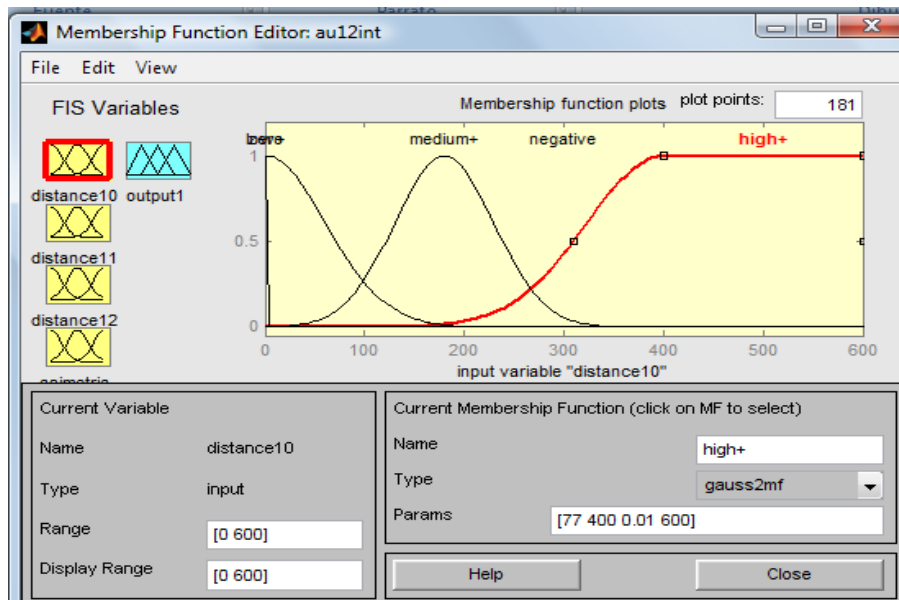 Membership Function Editor: au12int
File Edit View
FIS Variables
Membership function plots plot points: 181
medium+ negative high+
1
0.5
0
0 100 200 300 400 500 600
input variable "distance10"
distance10 output1
distance11
distance12
Current Variable
Name distance10
Type input
Range [0 600]
Display Range [0 600]
Current Membership Function (click on MF to select)
Name high+
Type gauss2mf
Params [77 400 0.01 600]
Help Close